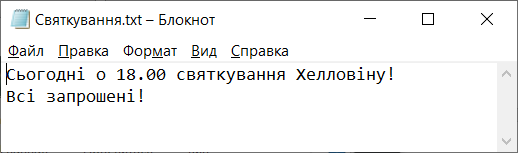 Святкування.txt – Блокнот
Файл Правка Формат Вид Справка
Сьогодні о 18.00 святкування Хелловіну!
Всі запрошені!